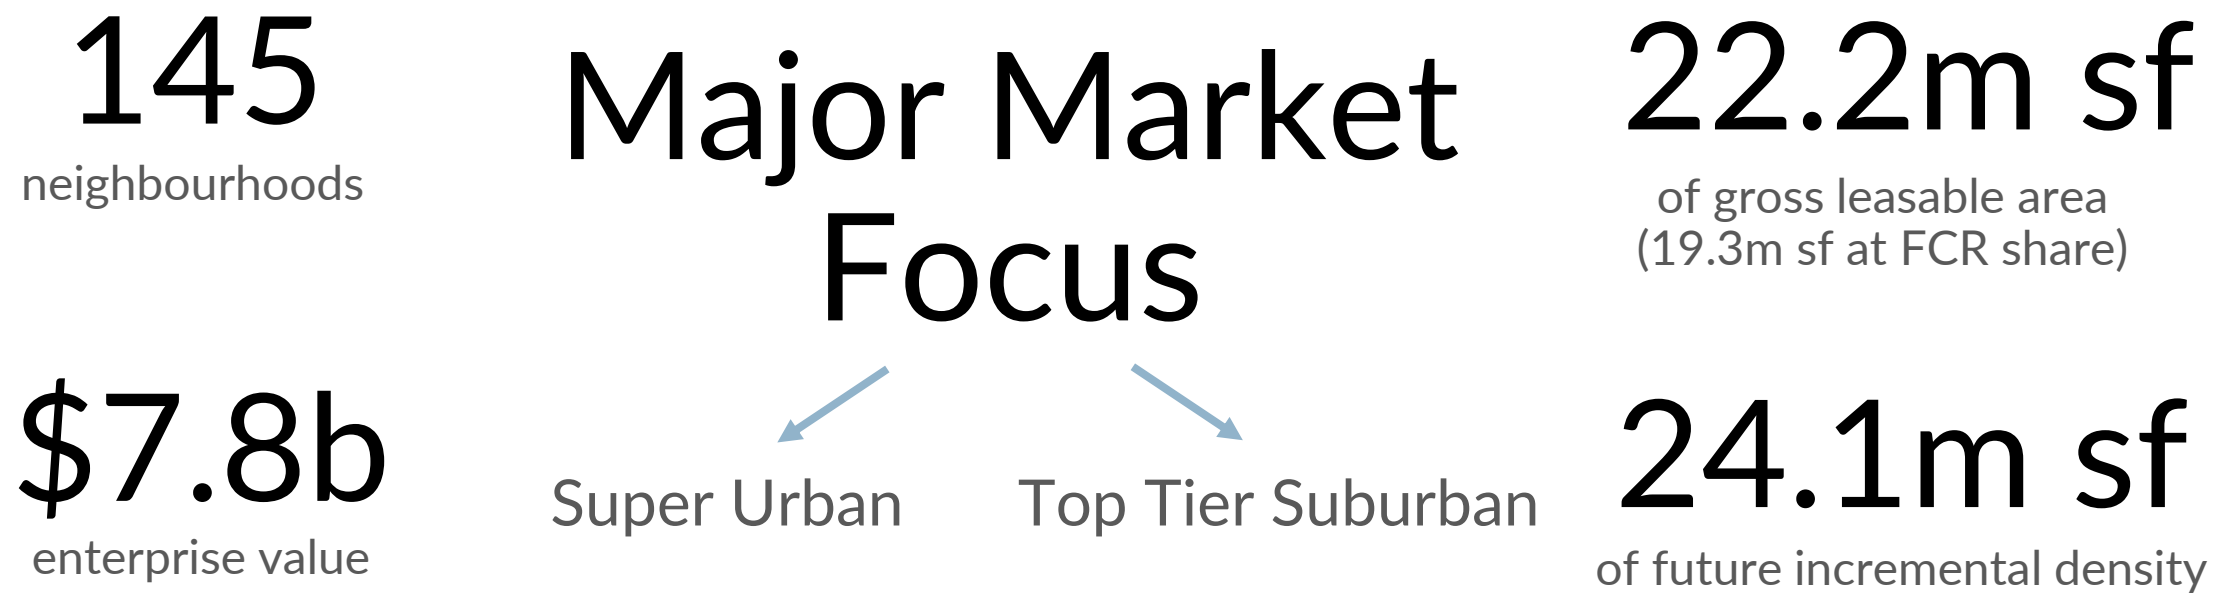 145
neighbourhoods
$7.8b
enterprise value
Major Market
Focus
Super Urban
Top Tier Suburban
22.2m sf
of gross leasable area
(19.3m sf at FCR share)
24.1m sf
of future incremental density